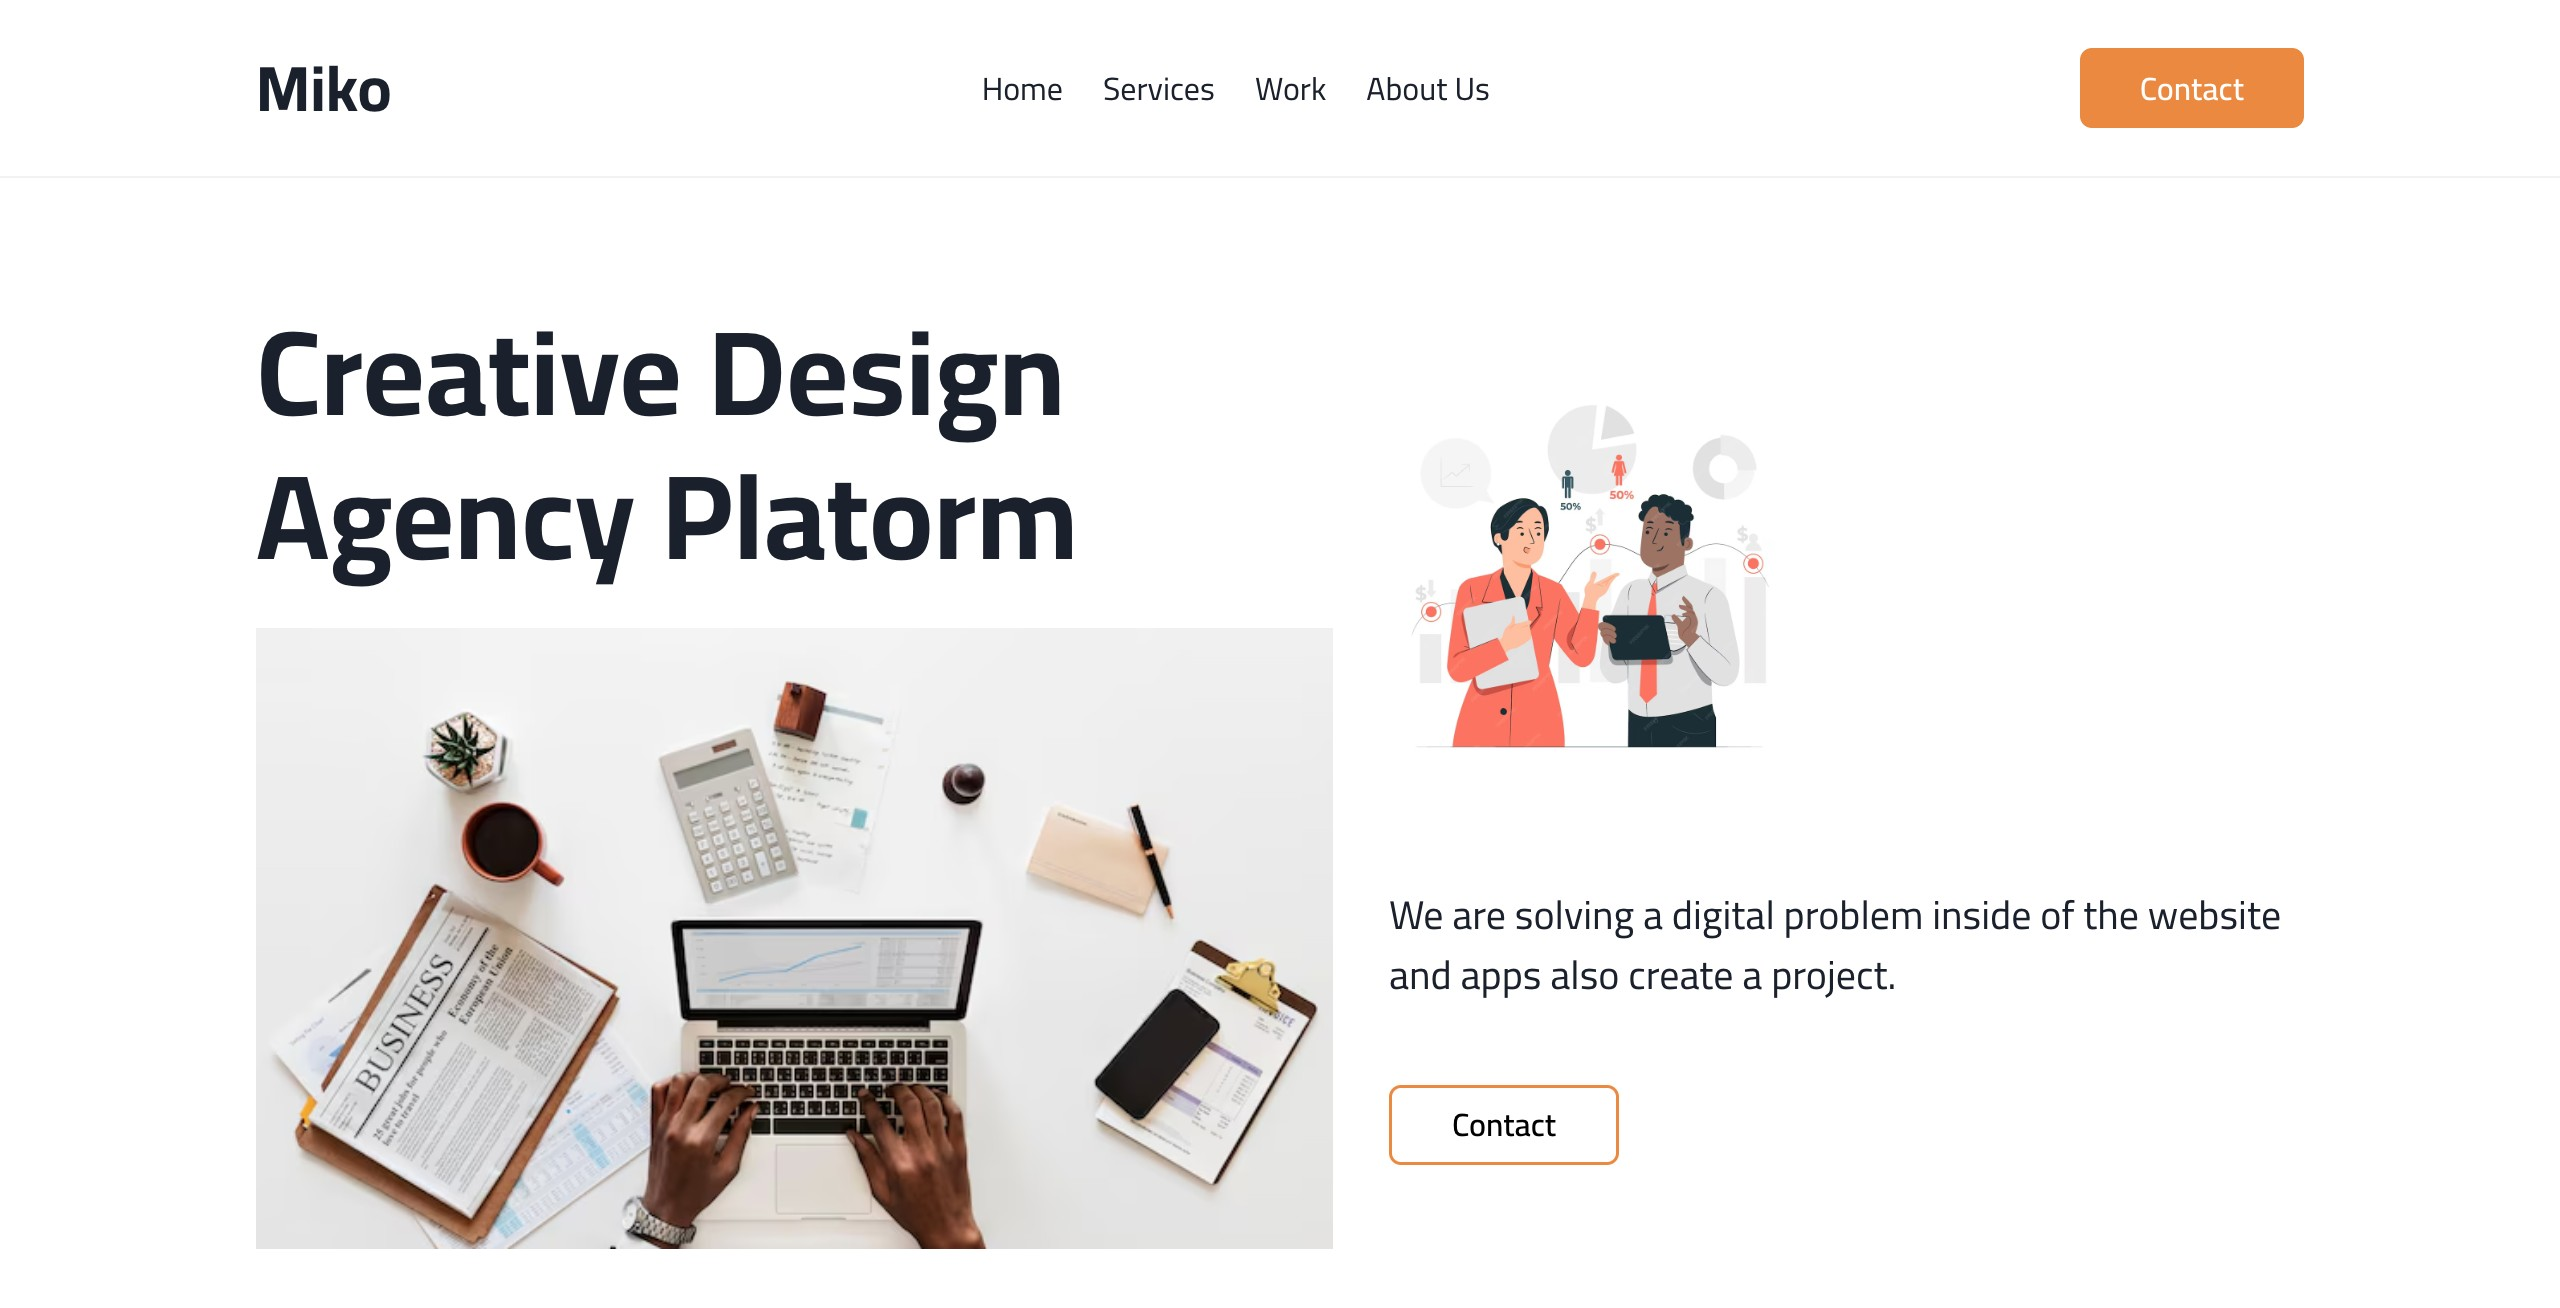 Miko
Home Services Work About Us
Contact
Creative Design
Agency Platorm
50%
50%
$
$
$
BUSINESS
Economy of the
European Union
25 great jobs for people who
love to travel
We are solving a digital problem inside of the website
and apps also create a project.
Contact